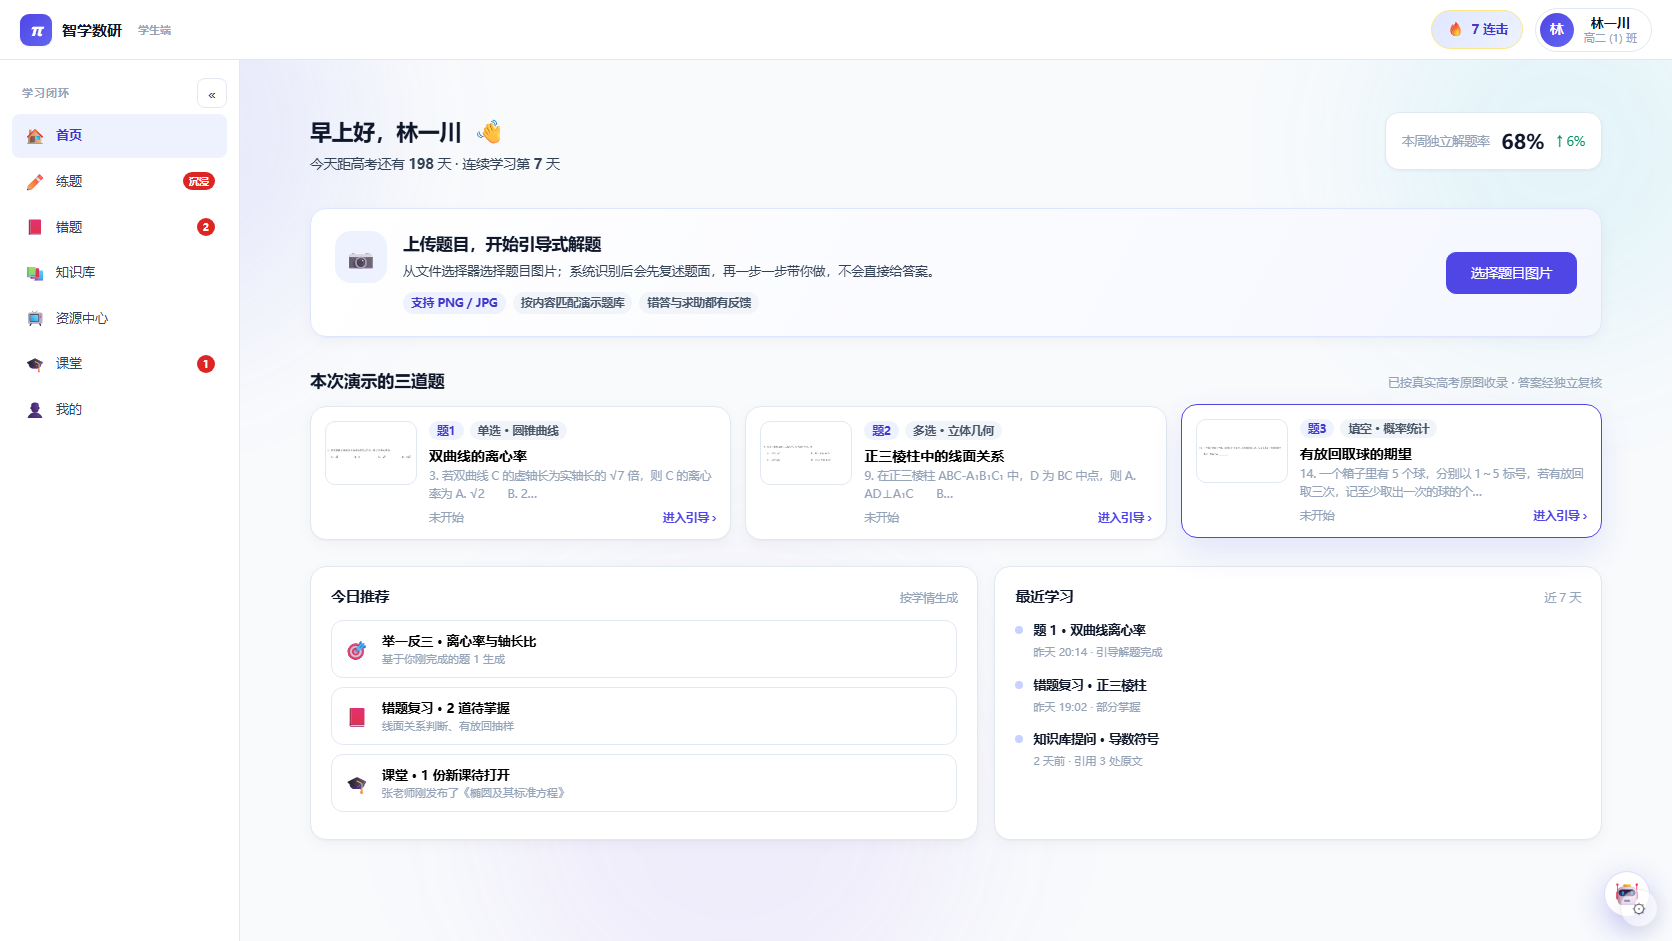 π 智学数研 学生端
🔥 7 连击
林 林一川
高二 (1) 班
学习闭环 «
首页
练题 沉浸
错题 2
知识库
资源中心
课堂 1
我的
早上好，林一川 👋
今天距高考还有 198 天 · 连续学习第 7 天
本周独立解题率 68% ↑ 6%
上传题目，开始引导式解题
从文件选择器选择题目图片；系统识别后会先复述题面，再一步一步带你做，不会直接给答案。
支持 PNG / JPG 按内容匹配演示题库 错答与求助都有反馈
选择题目图片
本次演示的三道题
已按真实高考原图收录 · 答案经独立复核
题1 单选 • 圆锥曲线
双曲线的离心率
3. 若双曲线 C 的虚轴长为实轴长的 √7 倍，则 C 的离心
率为 A. √2 B. 2...
未开始 进入引导 ›
题2 多选 • 立体几何
正三棱柱中的线面关系
9. 在正三棱柱 ABC-A₁B₁C₁ 中，D 为 BC 中点，则 A.
AD⊥A₁C B...
未开始 进入引导 ›
题3 填空 • 概率统计
有放回取球的期望
14. 一个箱子里有 5 个球，分别以 1～5 标号，若有放回
取三次，记至少取出一次的球的个...
未开始 进入引导 ›
今日推荐 按学情生成
举一反三 • 离心率与轴长比
基于你刚完成的题 1 生成
错题复习 • 2 道待掌握
线面关系判断、有放回抽样
课堂 • 1 份新课待打开
张老师刚发布了《椭圆及其标准方程》
最近学习 近 7 天
题 1 • 双曲线离心率
昨天 20:14 · 引导解题完成
错题复习 • 正三棱柱
昨天 19:02 · 部分掌握
知识库提问 • 导数符号
2 天前 · 引用 3 处原文